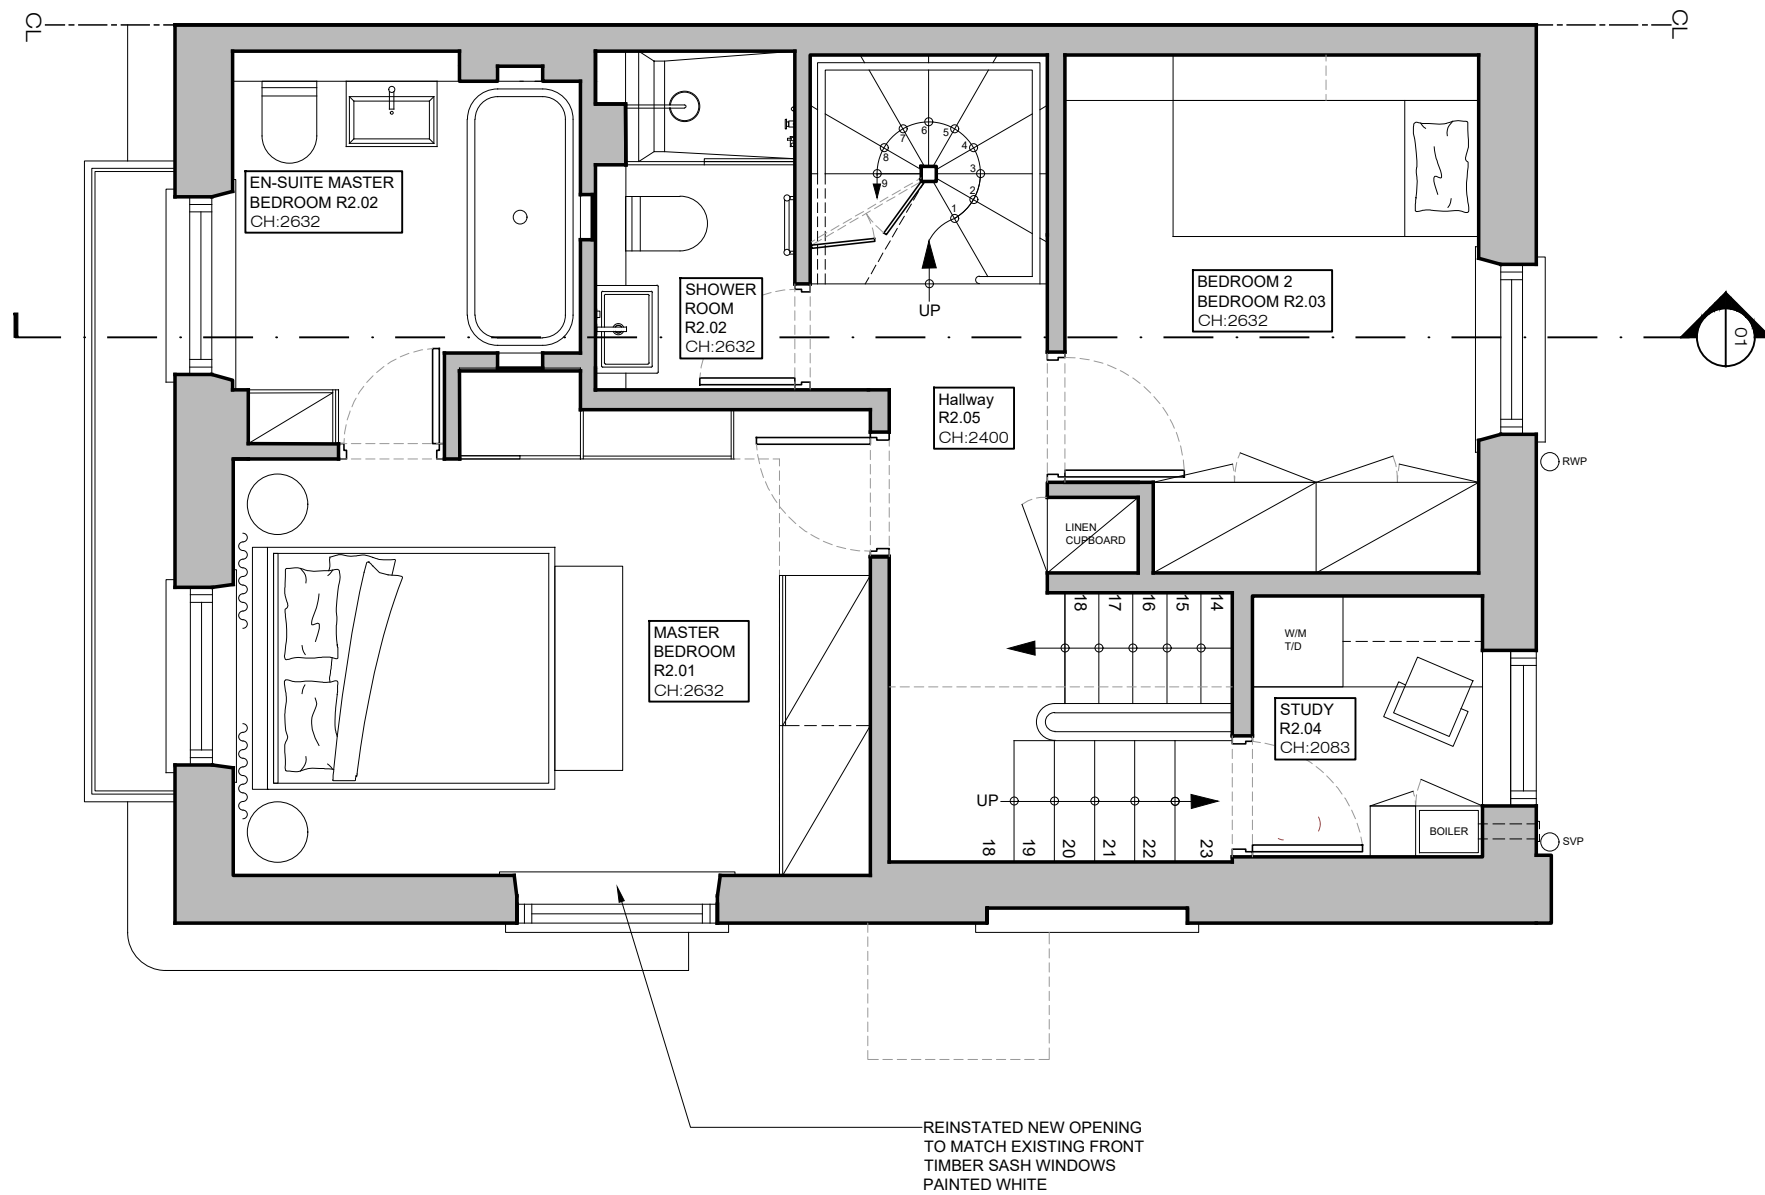 CL
CL
EN-SUITE MASTER
BEDROOM R2.02
CH:2632
SHOWER
ROOM
R2.02
CH:2632
1
2
3
4
5
6
7
8
9
UP
BEDROOM 2
BEDROOM R2.03
CH:2632
01
Hallway
R2.05
CH:2400
RWP
LINEN
CUPBOARD
MASTER
BEDROOM
R2.01
CH:2632
18
17
16
15
14
W/M
T/D
STUDY
R2.04
CH:2083
UP
18
19
20
21
22
23
BOILER
SVP
REINSTATED NEW OPENING
TO MATCH EXISTING FRONT
TIMBER SASH WINDOWS
PAINTED WHITE